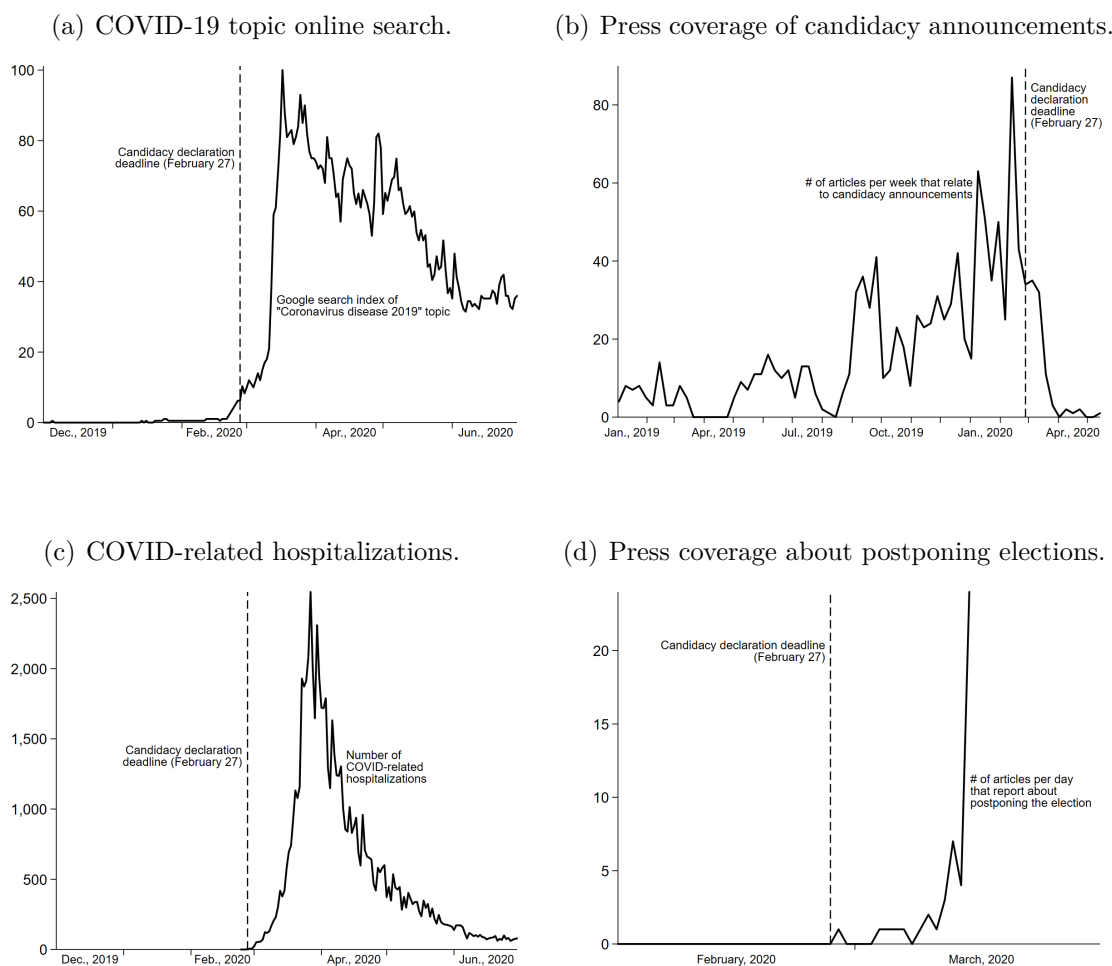 (a) COVID-19 topic online search.
100
80
60
40
20
0
Candidacy declaration
deadline (February 27)
Google search index of
"Coronavirus disease 2019" topic
Dec., 2019
Feb., 2020
Apr., 2020
Jun., 2020
(b) Press coverage of candidacy announcements.
80
60
40
20
0
Candidacy
declaration
deadline
(February 27)
# of articles per week that relate
to candidacy announcements
Jan., 2019
Apr., 2019
Jul., 2019
Oct., 2019
Jan., 2020
Apr., 2020
(c) COVID-related hospitalizations.
2,500
2,000
1,500
1,000
500
0
Candidacy declaration
deadline (February 27)
Number of
COVID-related
hospitalizations
Dec., 2019
Feb., 2020
Apr., 2020
Jun., 2020
(d) Press coverage about postponing elections.
20
15
10
5
0
Candidacy declaration deadline
(February 27)
# of articles per day
that report about
postponing the election
February, 2020
March, 2020